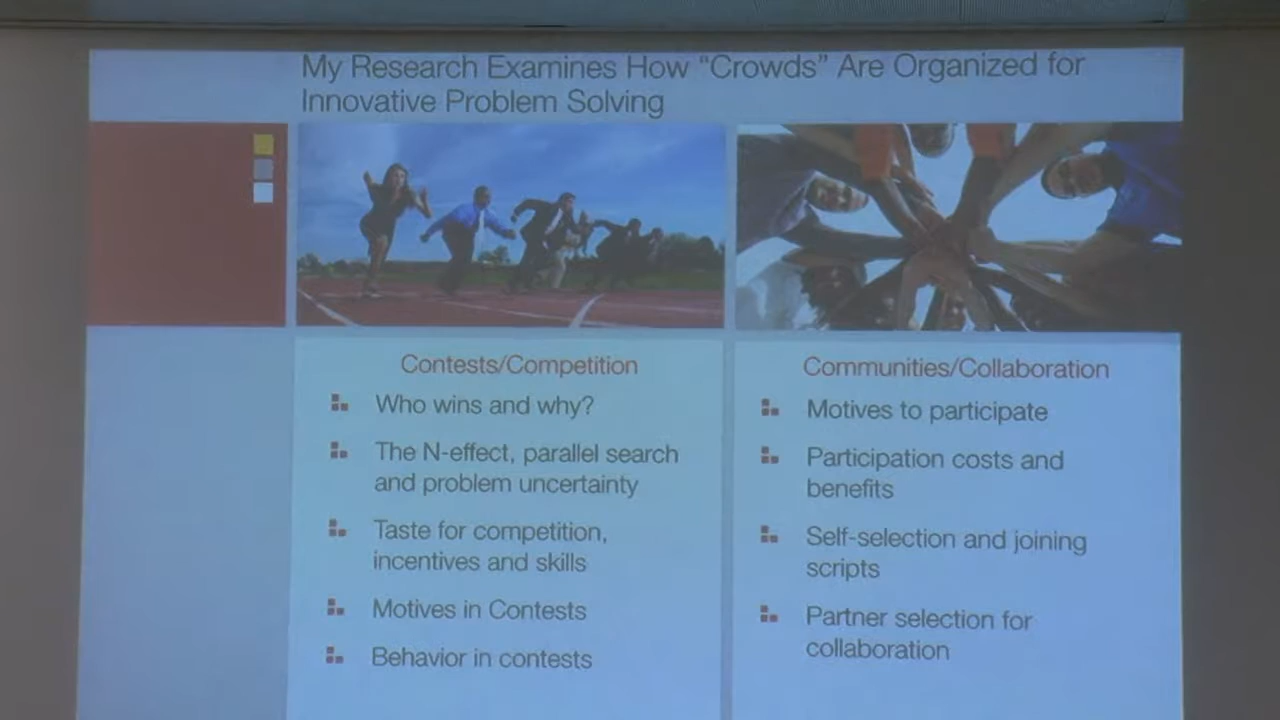 My Research Examines How “Crowds” Are Organized for
Innovative Problem Solving
Contests/Competition
Who wins and why?
The N-effect, parallel search
and problem uncertainty
Taste for competition,
incentives and skills
Motives in Contests
Behavior in contests
Communities/Collaboration
Motives to participate
Participation costs and
benefits
Self-selection and joining
scripts
Partner selection for
collaboration